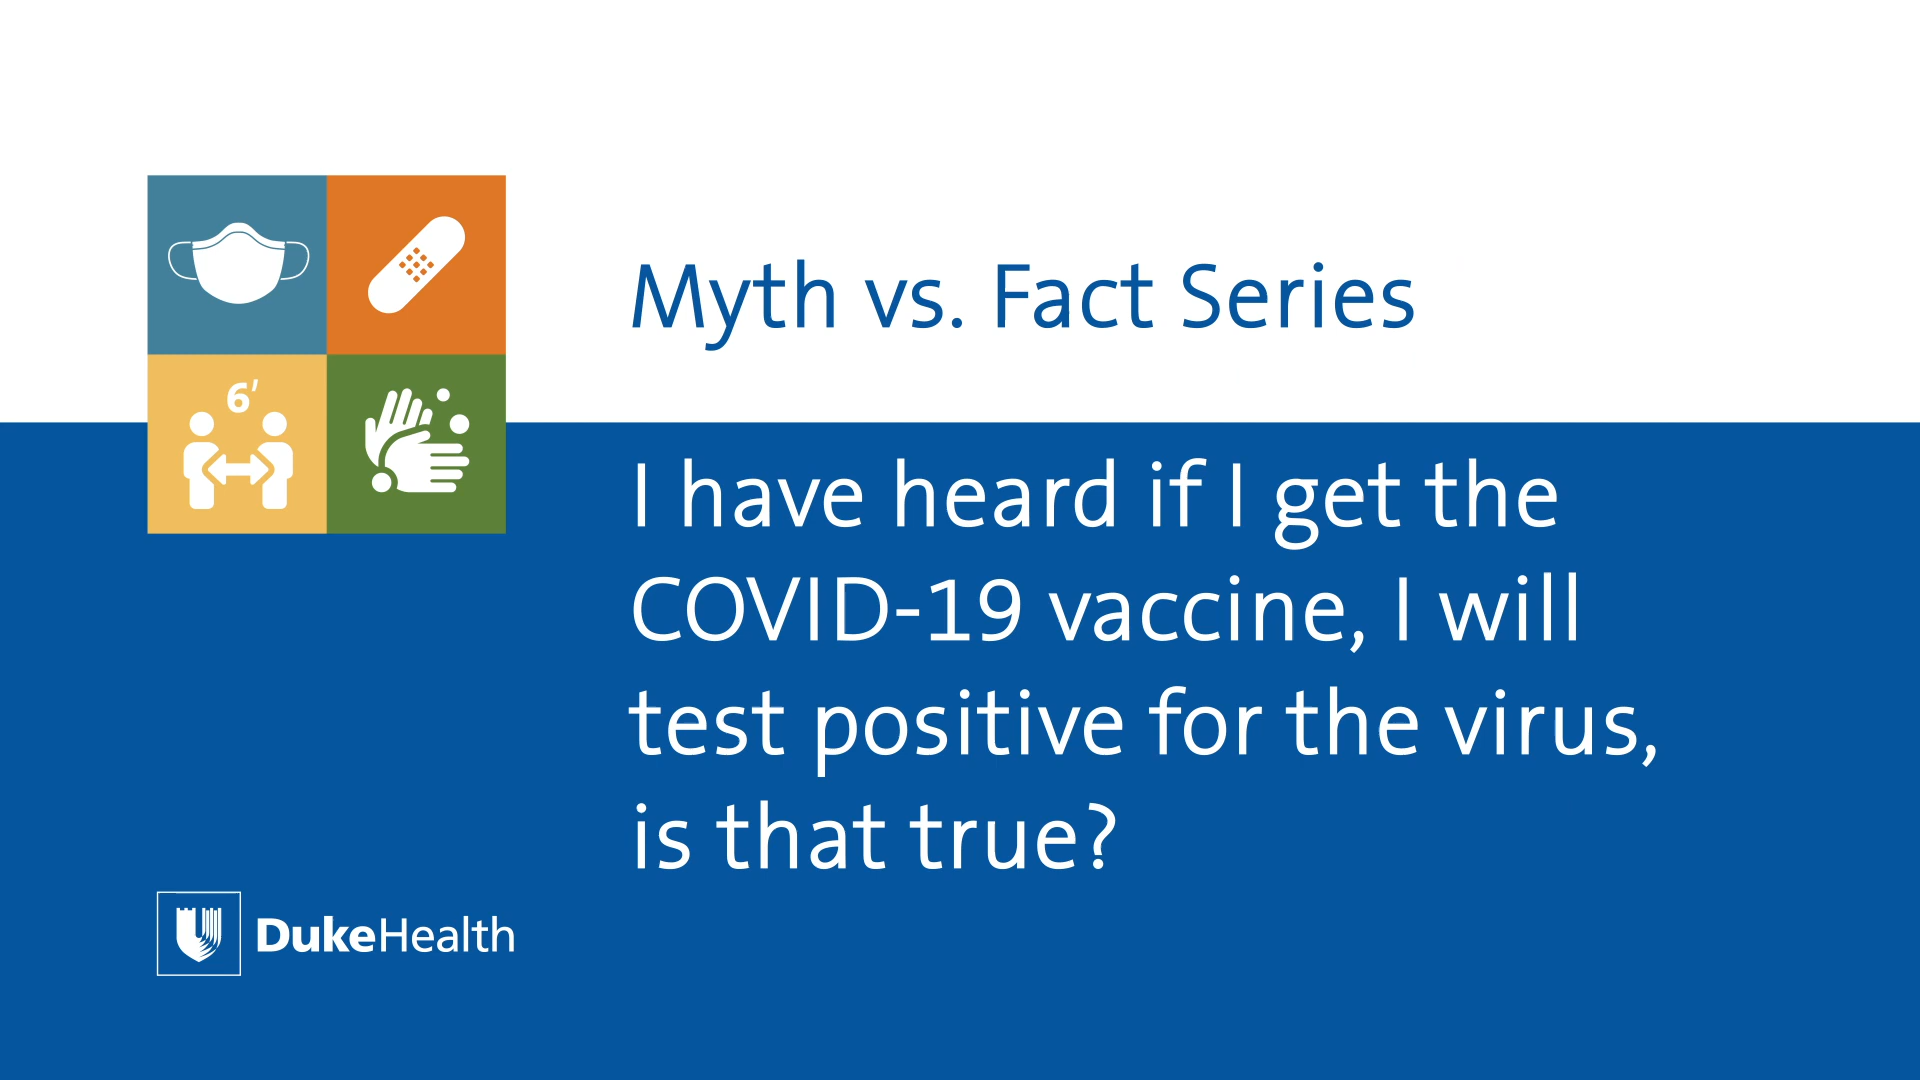 Myth vs. Fact Series
6'
I have heard if I get the
COVID-19 vaccine, I will
test positive for the virus,
is that true?
DukeHealth